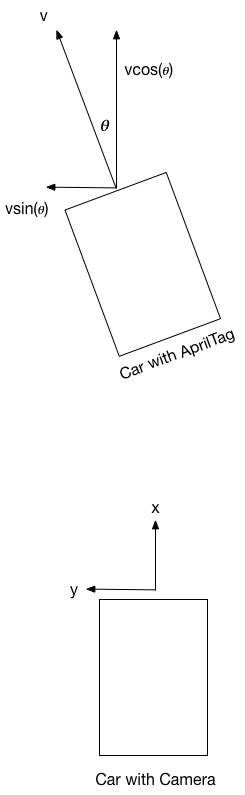 v
vcos(θ)
θ
vsin(θ)
Car with AprilTag
x
y
Car with Camera